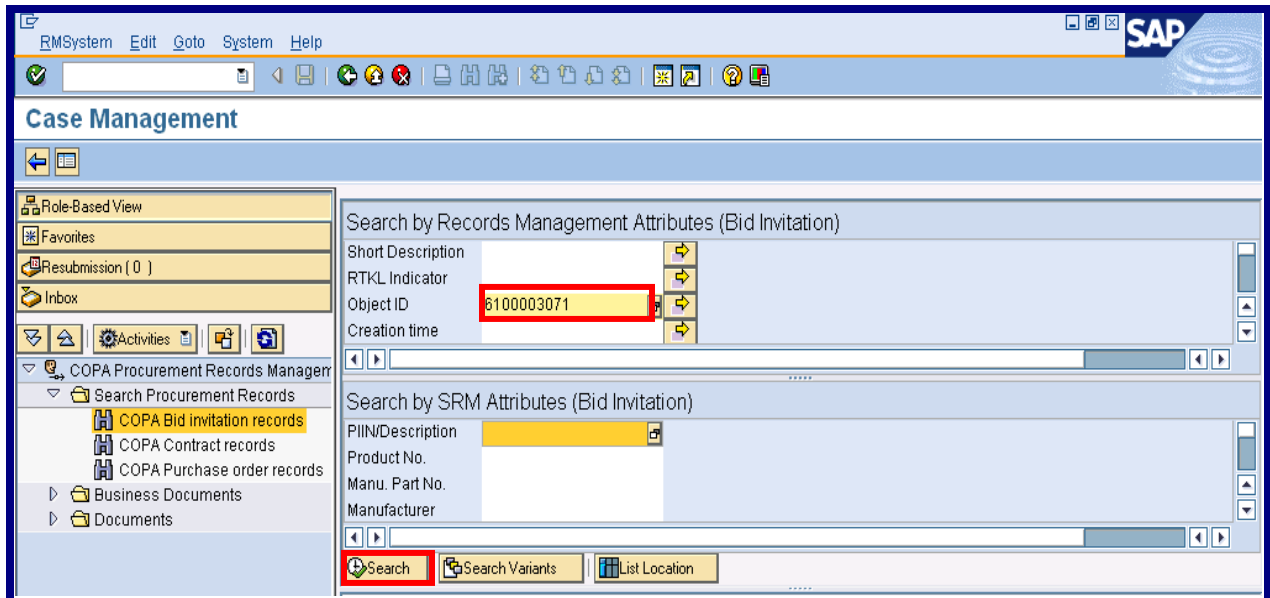 RMSystem Edit Goto System Help
SAP
Case Management
Role-Based View
Favorites
Resubmission ( 0 )
Inbox
Activities
COPA Procurement Records Managem
Search Procurement Records
COPA Bid invitation records
COPA Contract records
COPA Purchase order records
Business Documents
Documents
Search by Records Management Attributes (Bid Invitation)
Short Description
RTKL Indicator
Object ID 6100003071
Creation time
Search by SRM Attributes (Bid Invitation)
PIIN/Description
Product No.
Manu. Part No.
Manufacturer
Search Search Variants List Location